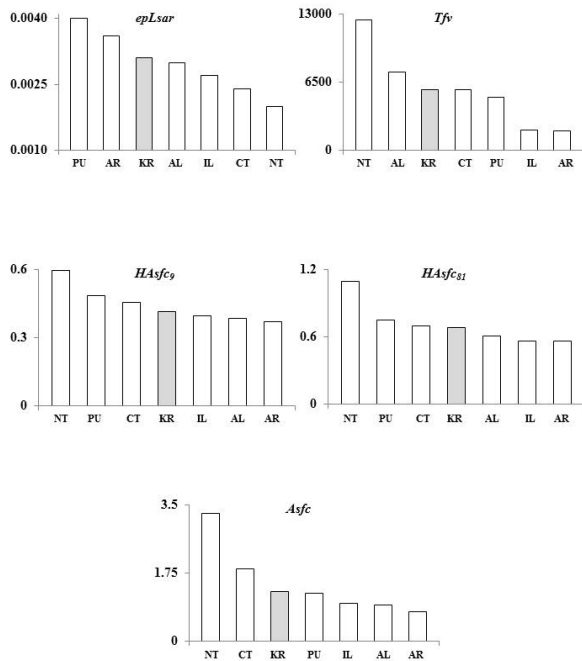 epLsar
0.0040
0.0025
0.0010
PU AR KR AL IL CT NT
Tfv
13000
6500
0
NT AL KR CT PU IL AR
HAsfc9
0.6
0.3
0
NT PU CT KR IL AL AR
HAsfc81
1.2
0.6
0
NT PU CT KR AL IL AR
Asfc
3.5
1.75
0
NT CT KR PU IL AL AR